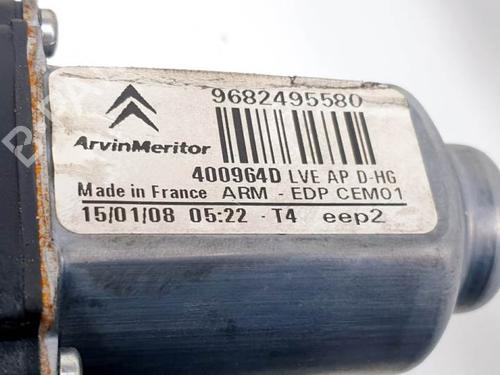 9682495580
ArvinMeritor
400964D LVE AP D-HG
Made in France ARM - EDP CEM01
15/01/08 05:22 - T4 eep2